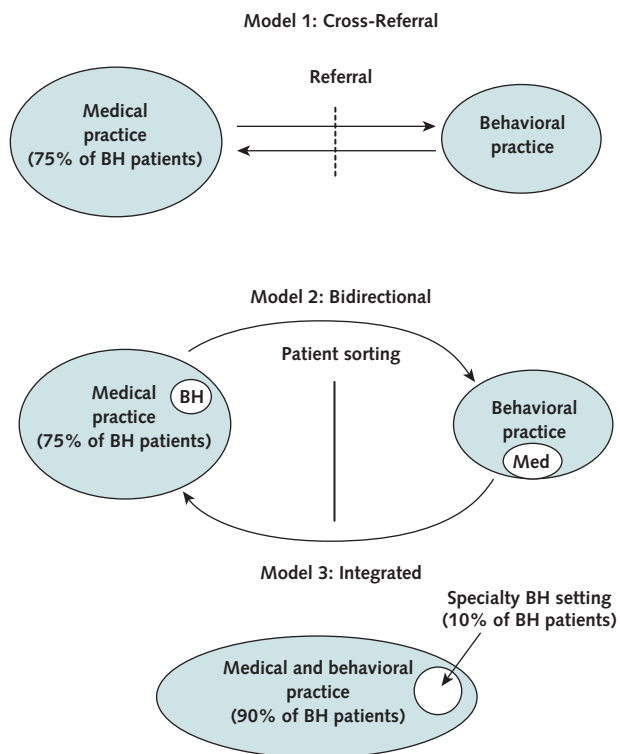 Model 1: Cross-Referral
Referral
Medical
practice
(75% of BH patients)
Behavioral
practice
Model 2: Bidirectional
Patient sorting
Medical
practice
(75% of BH patients)
BH
Behavioral
practice
Med
Model 3: Integrated
Specialty BH setting
(10% of BH patients)
Medical and behavioral
practice
(90% of BH patients)